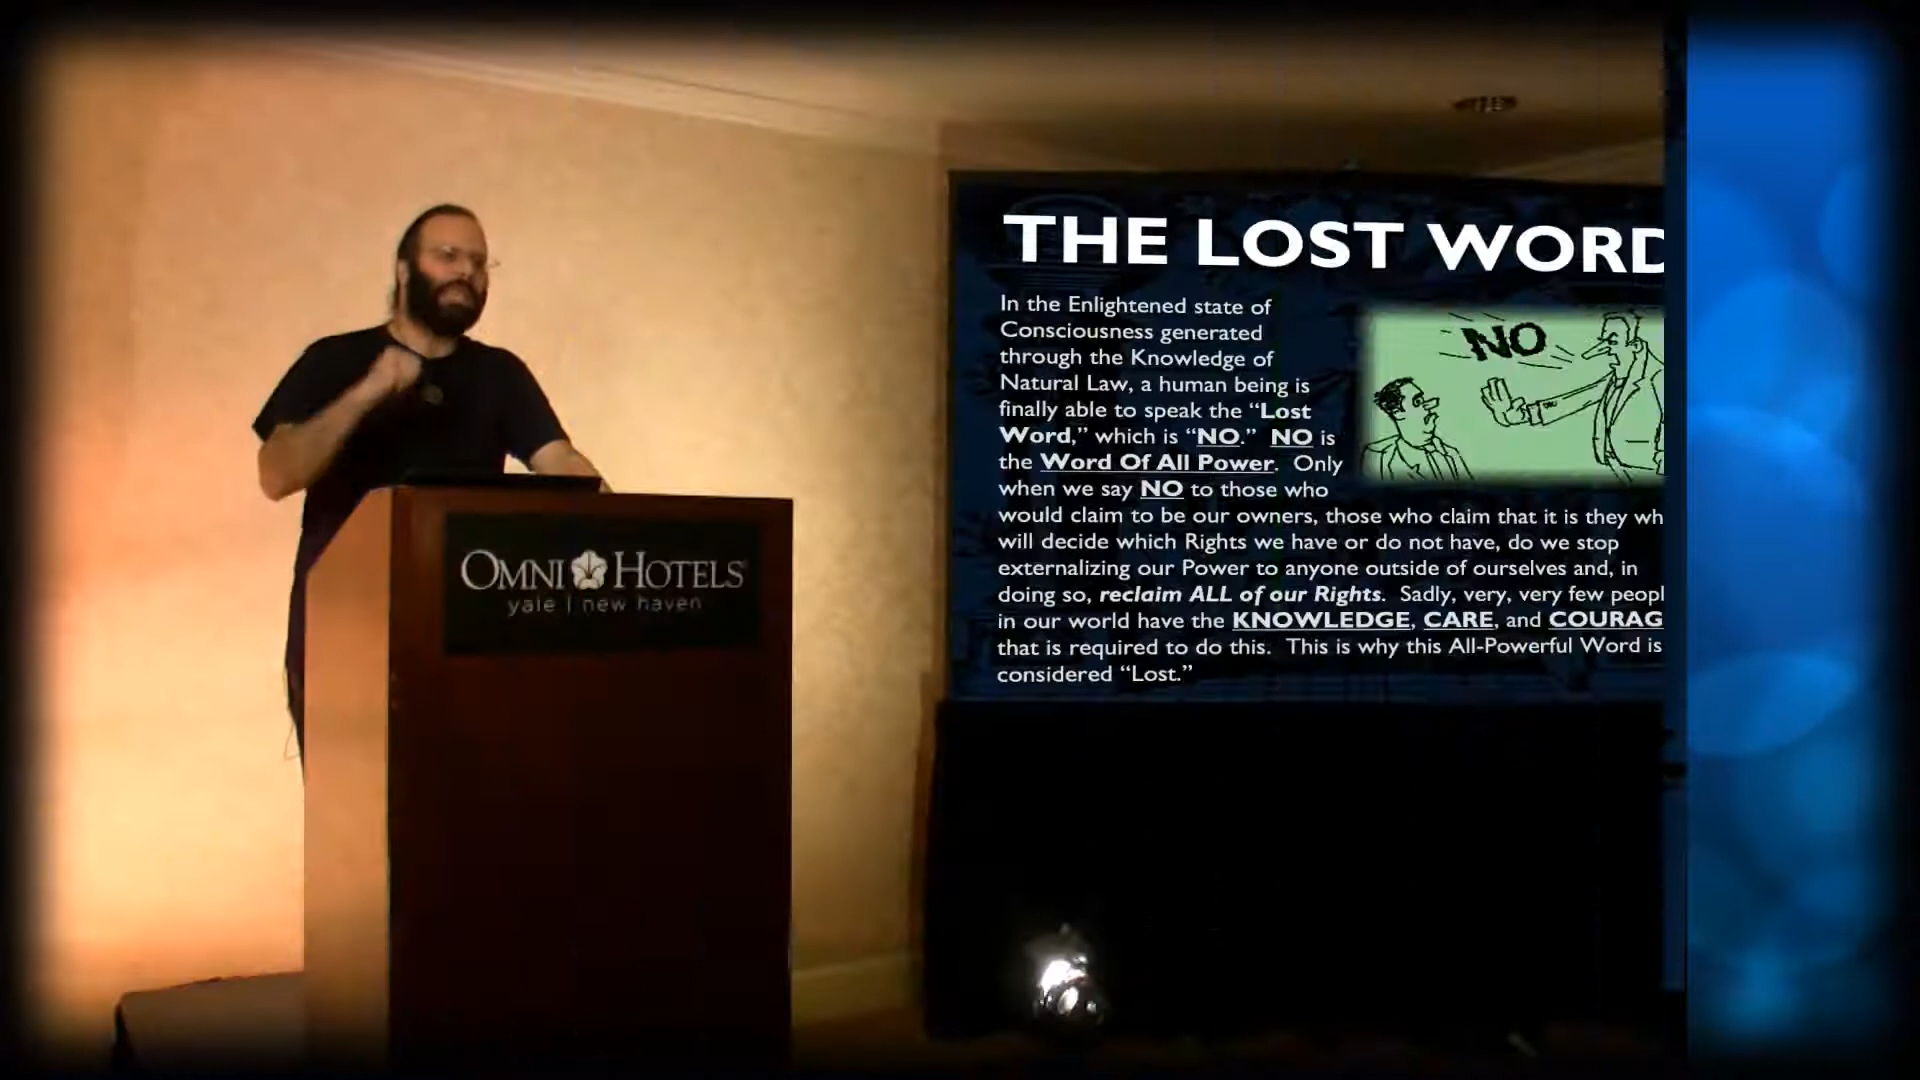 THE LOST WORD
In the Enlightened state of
Consciousness generated
through the Knowledge of
Natural Law, a human being is
finally able to speak the “Lost
Word,” which is “NO.” NO is
the Word Of All Power. Only
when we say NO to those who
would claim to be our owners, those who claim that it is they wh
will decide which Rights we have or do not have, do we stop
externalizing our Power to anyone outside of ourselves and, in
doing so, reclaim ALL of our Rights. Sadly, very, very few peopl
in our world have the KNOWLEDGE, CARE, and COURAG
that is required to do this. This is why this All-Powerful Word is
considered “Lost.”
NO
OMNI HOTELS
yale | new haven